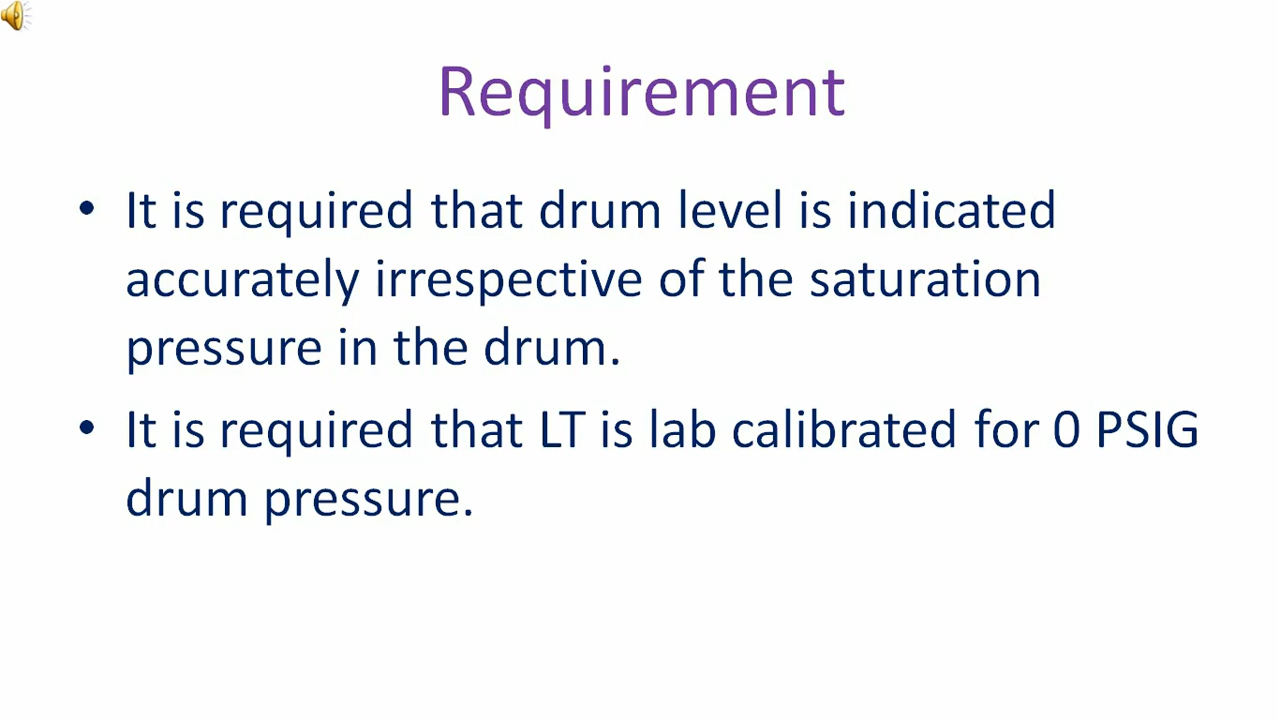 Requirement
• It is required that drum level is indicated
accurately irrespective of the saturation
pressure in the drum.
• It is required that LT is lab calibrated for 0 PSIG
drum pressure.